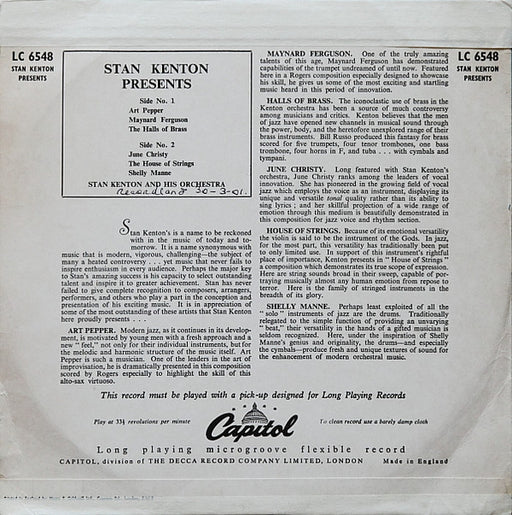 LC 6548
STAN KENTON
PRESENTS
LC 6548
STAN KENTON
PRESENTS
STAN KENTON
PRESENTS
Side No. 1
Art Pepper
Maynard Ferguson
The Halls of Brass
Side No. 2
June Christy
The House of Strings
Shelly Manne
STAN KENTON AND HIS ORCHESTRA
Recordland 30-3-01.
Stan Kenton's is a name to be reckoned
with in the music of today and to-
morrow. It is a name synonymous with
music that is modern, vigorous, challenging—the subject of
many a heated controversy . . . yet music that never fails to
inspire enthusiasm in every audience. Perhaps the major key
to Stan's amazing success is his capacity to select outstanding
talent and inspire it to greater achievement. Stan has never
failed to give complete recognition to composers, arrangers,
performers, and others who play a part in the conception and
presentation of his exciting music. It is in appreciation of
some of the most outstanding of these artists that Stan Kenton
here proudly presents . . .
ART PEPPER. Modern jazz, as it continues in its develop-
ment, is motivated by young men with a fresh approach and a
new " feel," not only for their individual instruments, but for
the melodic and harmonic structure of the music itself. Art
Pepper is such a musician. One of the leaders in the art of
improvisation, he is dramatically presented in this composition
scored by Rogers especially to highlight the skill of this
alto-sax virtuoso.
MAYNARD FERGUSON. One of the truly amazing
talents of this age, Maynard Ferguson has demonstrated
capabilities of the trumpet undreamed of until now. Featured
here in a Rogers composition especially designed to showcase
his skill, he gives us some of the most exciting and startling
music heard in this period of innovation.
HALLS OF BRASS. The iconoclastic use of brass in the
Kenton orchestra has been a source of much controversy
among musicians and critics. Kenton believes that the men
of jazz have opened new channels in musical sound through
the power, body, and the heretofore unexplored range of their
brass instruments. Bill Russo produced this fantasy for brass
scored for five trumpets, four tenor trombones, one bass
trombone, four horns in F, and tuba . . . with cymbals and
tympani.
JUNE CHRISTY. Long featured with Stan Kenton's
orchestra, June Christy ranks among the leaders of vocal
innovation. She has pioneered in the growing field of vocal
jazz which employs the voice as an instrument, displaying its
unique and versatile tonal quality rather than its ability to
sing lyrics ; and her skillful projection of a wide range of
emotion through this medium is beautifully demonstrated in
this composition for jazz voice and rhythm section.
HOUSE OF STRINGS. Because of its emotional versatility
the violin is said to be the instrument of the Gods. In jazz,
for the most part, this versatility has traditionally been put
to only limited use. In support of this instrument's rightful
place of importance, Kenton presents in " House of Strings "
a composition which demonstrates its true scope of expression.
Here are string sounds broad in their sweep, capable of por-
traying musically almost any human emotion from repose to
terror. Here is the family of stringed instruments in the
breadth of its glory.
SHELLY MANNE. Perhaps least exploited of all the
" solo " instruments of jazz are the drums. Traditionally
relegated to the simple function of providing an unvarying
" beat," their versatility in the hands of a gifted musician is
seldom recognized. Here, under the inspiration of Shelly
Manne's genius and originality, the drums—and especially
the cymbals—produce fresh and unique textures of sound for
the enhancement of modern orchestral music.
This record must be played with a pick-up designed for Long Playing Records
Play at 33⅓ revolutions per minute
Capitol
To clean record use a barely damp cloth
Long playing microgroove flexible record
CAPITOL, division of THE DECCA RECORD COMPANY LIMITED, LONDON Made in England